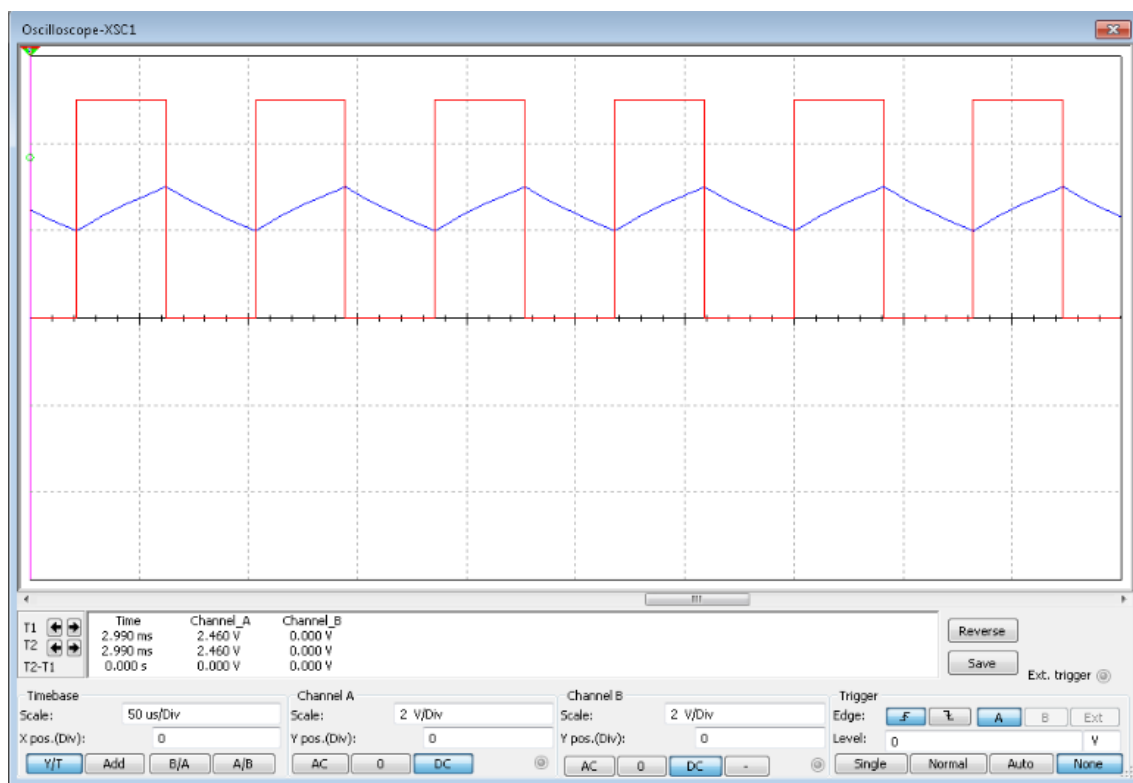 Oscilloscope-XSC1
T1
T2
T2-T1
Time Channel_A Channel_B
2.990 ms 2.460 V 0.000 V
2.990 ms 2.460 V 0.000 V
0.000 s 0.000 V 0.000 V
Reverse
Save
Ext. trigger
Timebase
Scale: 50 us/Div
X pos.(Div): 0
Y/T Add B/A A/B
Channel A
Scale: 2 V/Div
Y pos.(Div): 0
AC 0 DC
Channel B
Scale: 2 V/Div
Y pos.(Div): 0
AC 0 DC -
Trigger
Edge: A B Ext
Level: 0 V
Single Normal Auto None